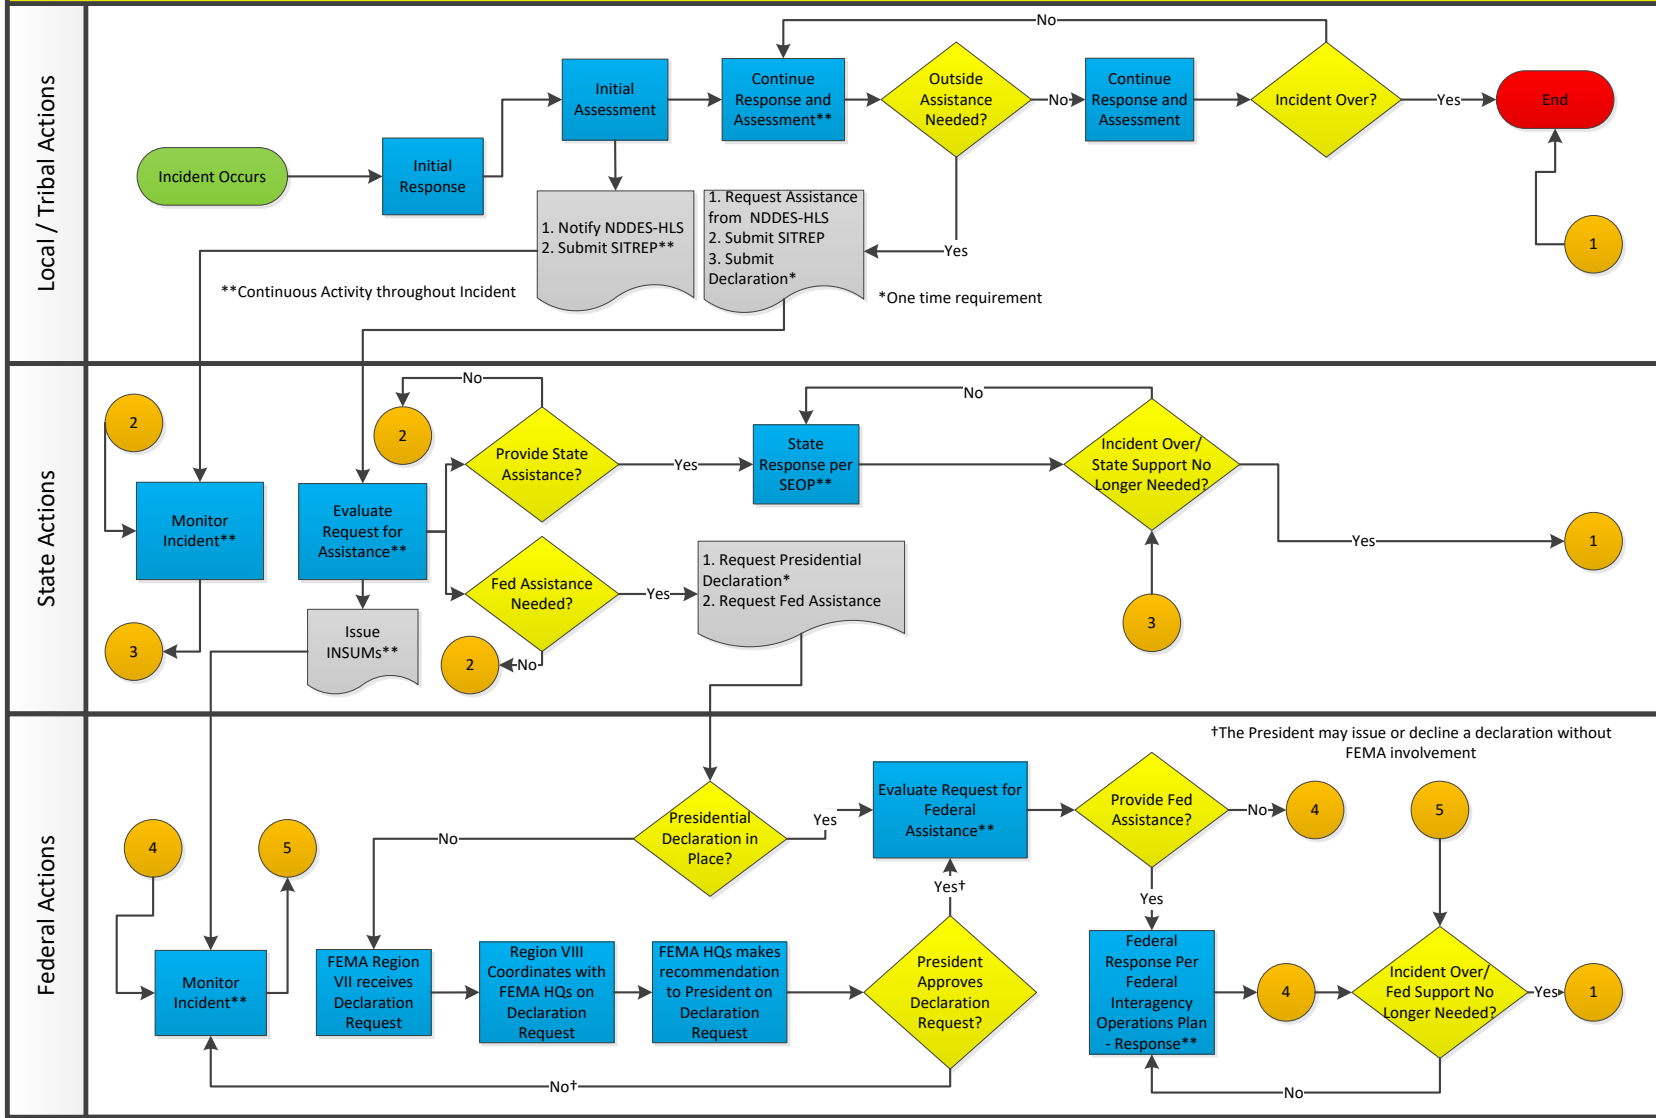 Local / Tribal Actions
No
Incident Occurs
Initial
Response
Initial
Assessment
Continue
Response and
Assessment**
Outside
Assistance
Needed?
No
Continue
Response and
Assessment
Incident Over?
Yes
End
1. Notify NDDES-HLS
2. Submit SITREP**
1. Request Assistance
from NDDES-HLS
2. Submit SITREP
3. Submit
Declaration*
Yes
1
**Continuous Activity throughout Incident
*One time requirement
State Actions
2
Monitor
Incident**
3
No
2
Evaluate
Request for
Assistance**
Issue
INSUMs**
Provide State
Assistance?
Yes
State
Response per
SEOP**
No
Incident Over/
State Support No
Longer Needed?
Yes
1
3
Fed Assistance
Needed?
Yes
No
2
1. Request Presidential
Declaration*
2. Request Fed Assistance
Federal Actions
†The President may issue or decline a declaration without
FEMA involvement
4
5
Monitor
Incident**
Presidential
Declaration in
Place?
No
Yes
FEMA Region
VII receives
Declaration
Request
Region VIII
Coordinates with
FEMA HQs on
Declaration
Request
FEMA HQs makes
recommendation
to President on
Declaration
Request
President
Approves
Declaration
Request?
Yes†
No†
Evaluate Request for
Federal
Assistance**
Provide Fed
Assistance?
No
4
Yes
Federal
Response Per
Federal
Interagency
Operations Plan
- Response**
4
5
Incident Over/
Fed Support No
Longer Needed?
Yes
1
No